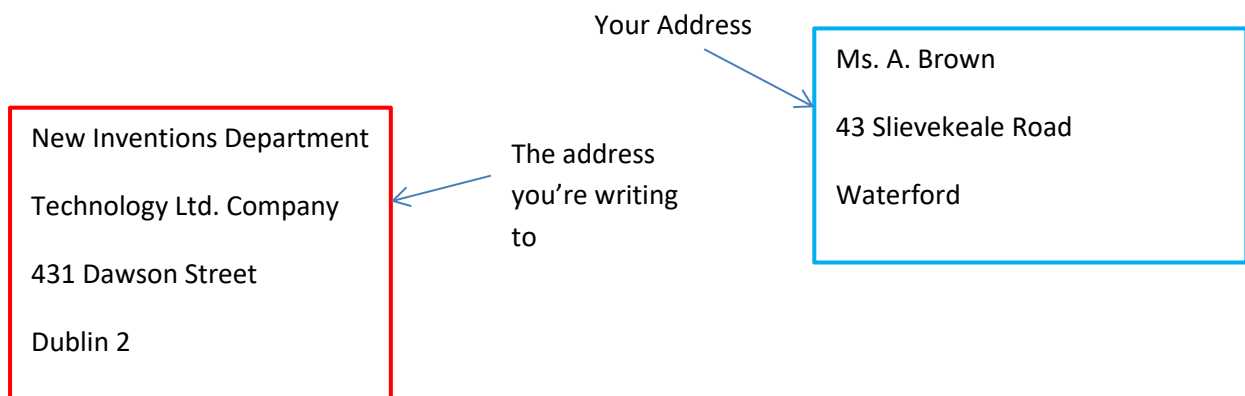 Your Address
Ms. A. Brown
43 Slievekeale Road
Waterford
New Inventions Department
Technology Ltd. Company
431 Dawson Street
Dublin 2
The address
you’re writing
to